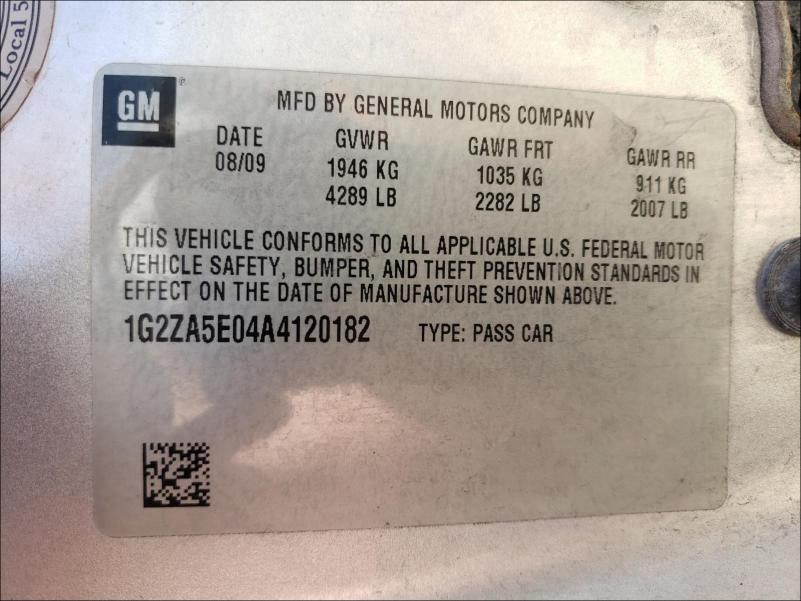 Local 5
GM
MFD BY GENERAL MOTORS COMPANY
DATE GVWR GAWR FRT GAWR RR
08/09 1946 KG 1035 KG 911 KG
4289 LB 2282 LB 2007 LB
THIS VEHICLE CONFORMS TO ALL APPLICABLE U.S. FEDERAL MOTOR
VEHICLE SAFETY, BUMPER, AND THEFT PREVENTION STANDARDS IN
EFFECT ON THE DATE OF MANUFACTURE SHOWN ABOVE.
1G2ZA5E04A4120182 TYPE: PASS CAR